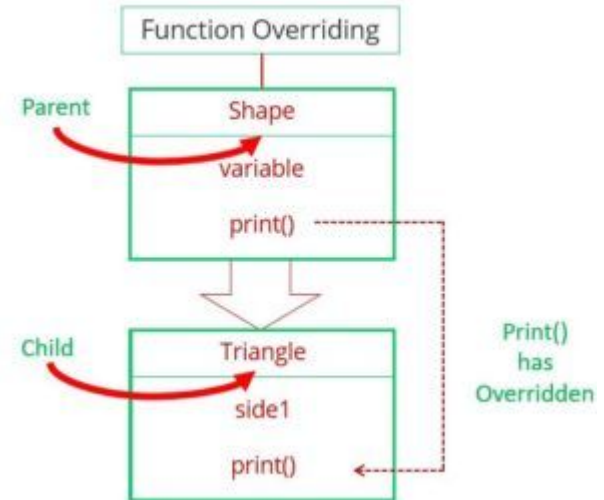 Function Overriding
Parent
Shape
variable
print()
Child
Triangle
side1
print()
Print()
has
Overridden